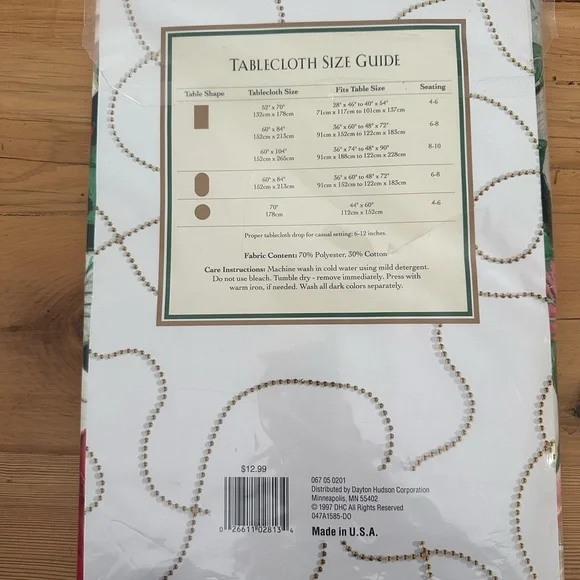 TABLECLOTH SIZE GUIDE
Table Shape Tablecloth Size Fits Table Size Seating
52" x 70" 28" x 46" to 40" x 54" 4-6
132cm x 178cm 71cm x 117cm to 101cm x 137cm
60" x 84" 36" x 60" to 48" x 72" 6-8
152cm x 213cm 91cm x 152cm to 122cm x 183cm
60" x 104" 36" x 74" to 48" x 90" 8-10
152cm x 265cm 91cm x 188cm to 122cm x 228cm
60" x 84" 36" x 60" to 48" x 72" 6-8
152cm x 213cm 91cm x 152cm to 122cm x 183cm
70" 44" x 60" 4-6
178cm 112cm x 152cm
Proper tablecloth drop for casual setting: 6-12 inches.
Fabric Content: 70% Polyester, 30% Cotton
Care Instructions: Machine wash in cold water using mild detergent.
Do not use bleach. Tumble dry - remove immediately. Press with
warm iron, if needed. Wash all dark colors separately.
$12.99
0 26611 02813 4
067 05 0201
Distributed by Dayton Hudson Corporation
Minneapolis, MN 55402
© 1997 DHC All Rights Reserved
047A1585-DO
Made in U.S.A.